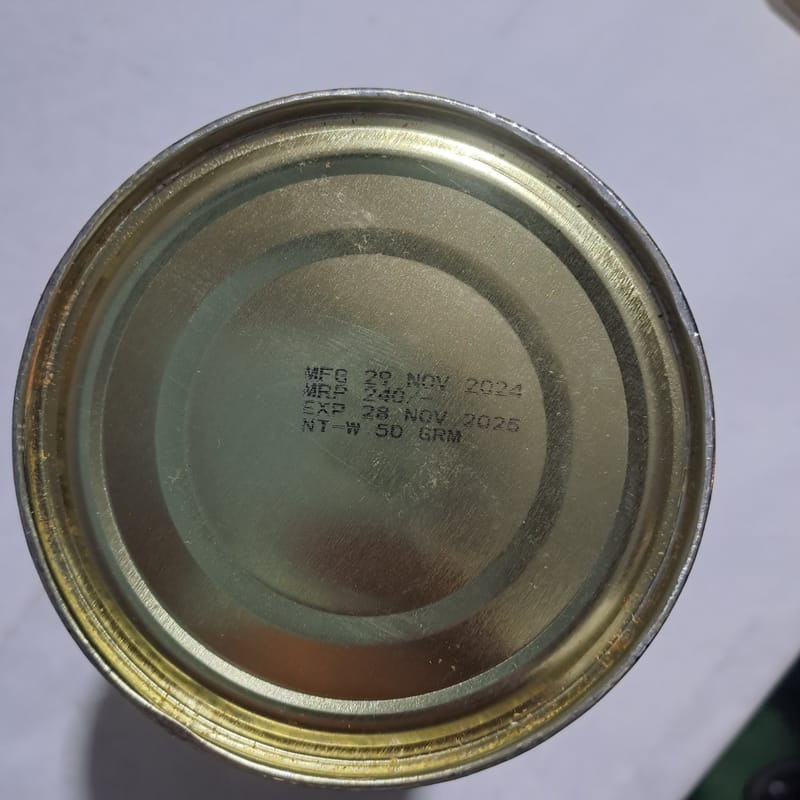 MFG 29 NOV 2024
MRP 240/-
EXP 28 NOV 2025
NT-W 50 GRM